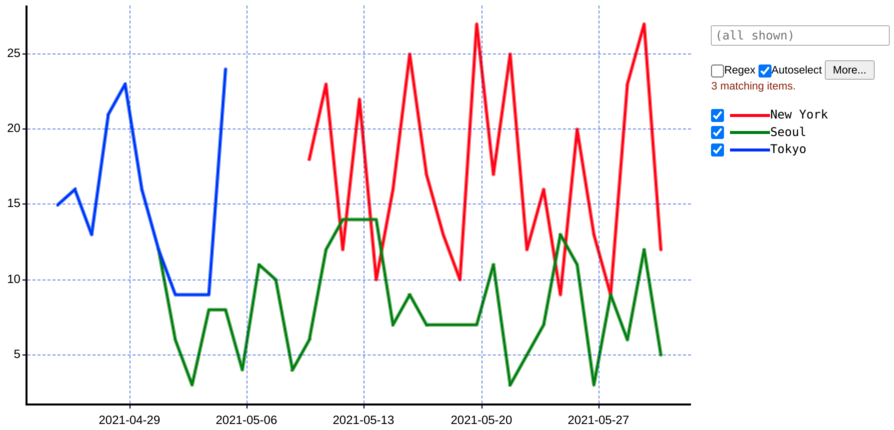 25
20
15
10
5
2021-04-29 2021-05-06 2021-05-13 2021-05-20 2021-05-27
(all shown)
Regex Autoselect More...
3 matching items.
New York
Seoul
Tokyo